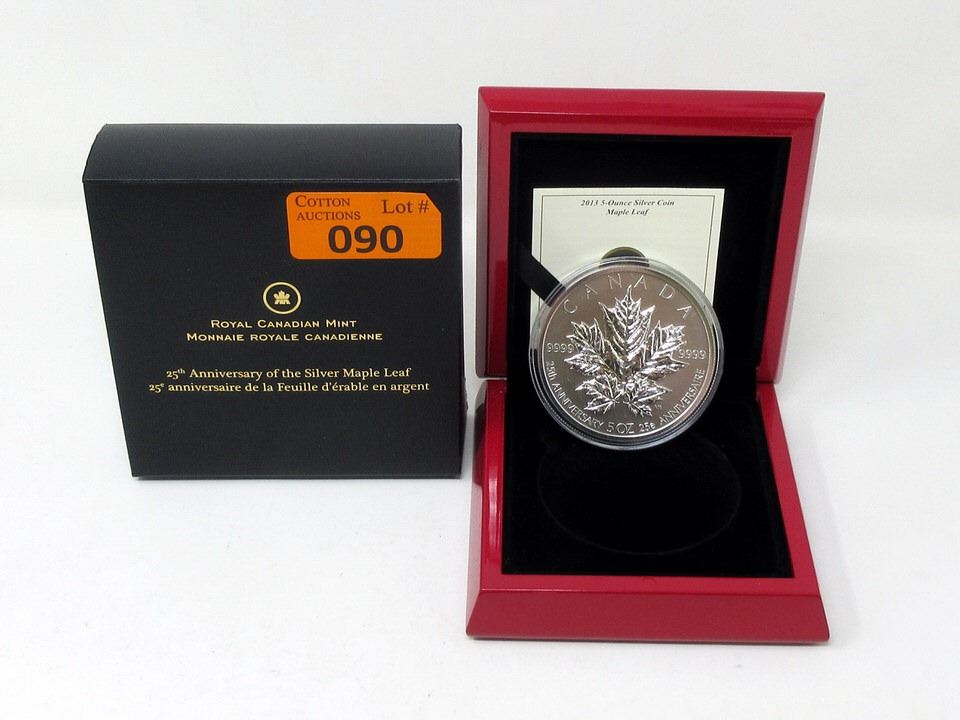 COTTON
AUCTIONS
Lot #
090
ROYAL CANADIAN MINT
MONNAIE ROYALE CANADIENNE
25th Anniversary of the Silver Maple Leaf
25e anniversaire de la Feuille d'érable en argent
2013 5-Ounce Silver Coin
Maple Leaf
CANADA
9999
9999
25th ANNIVERSARY 5 OZ 25e ANNIVERSAIRE